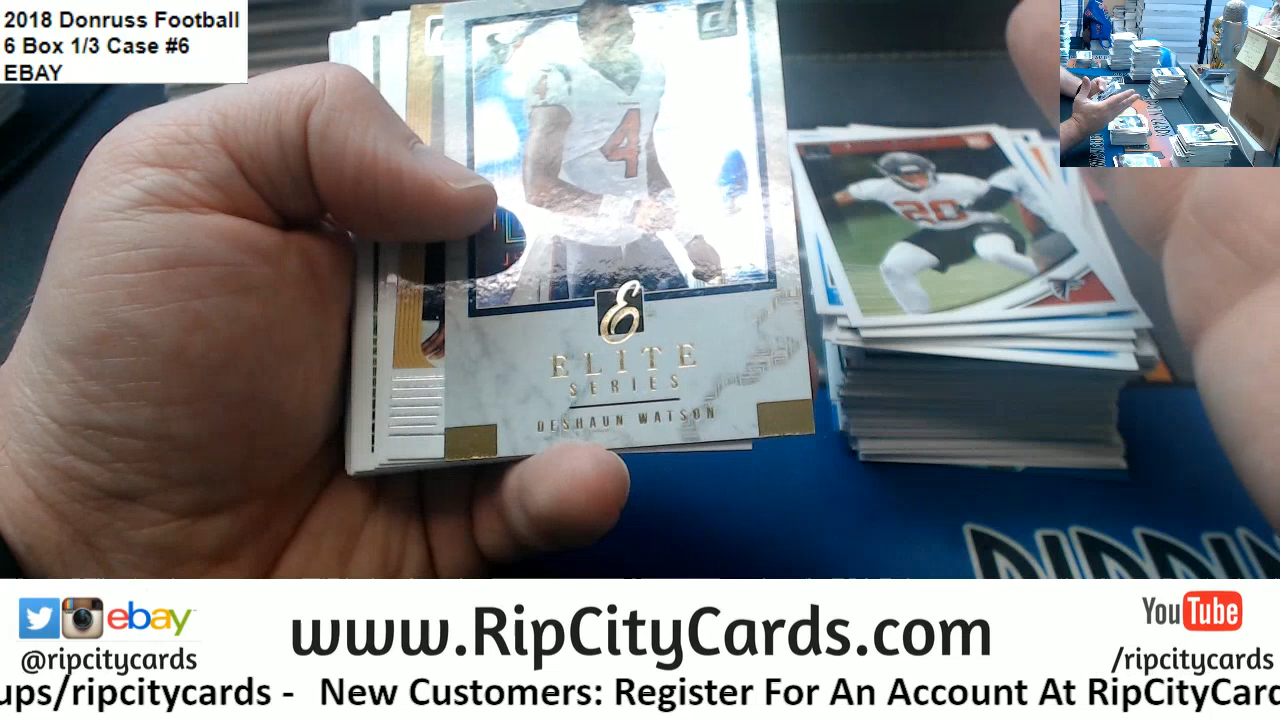 2018 Donruss Football
6 Box 1/3 Case #6
EBAY
4
4
20
E
ELITE
SERIES
DESHAUN WATSON
ebay
@ripcitycards
www.RipCityCards.com
YouTube
/ripcitycards
ups/ripcitycards - New Customers: Register For An Account At RipCityCard